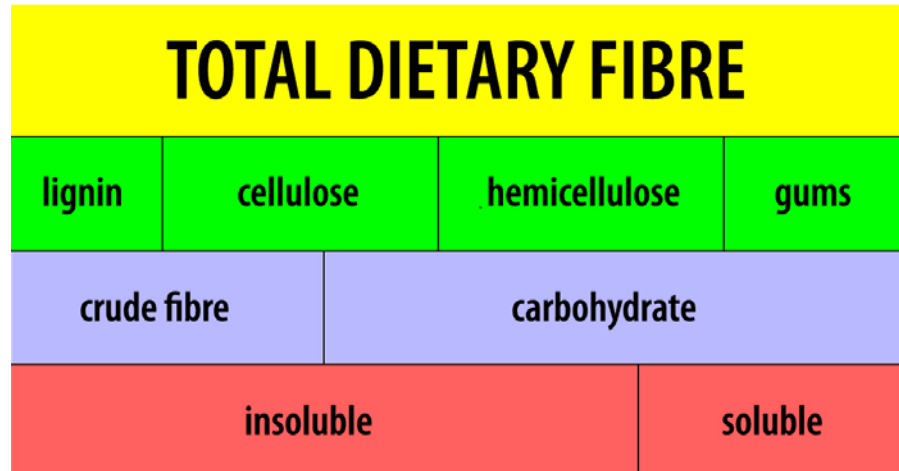 TOTAL DIETARY FIBRE
lignin cellulose hemicellulose gums
crude fibre carbohydrate
insoluble soluble